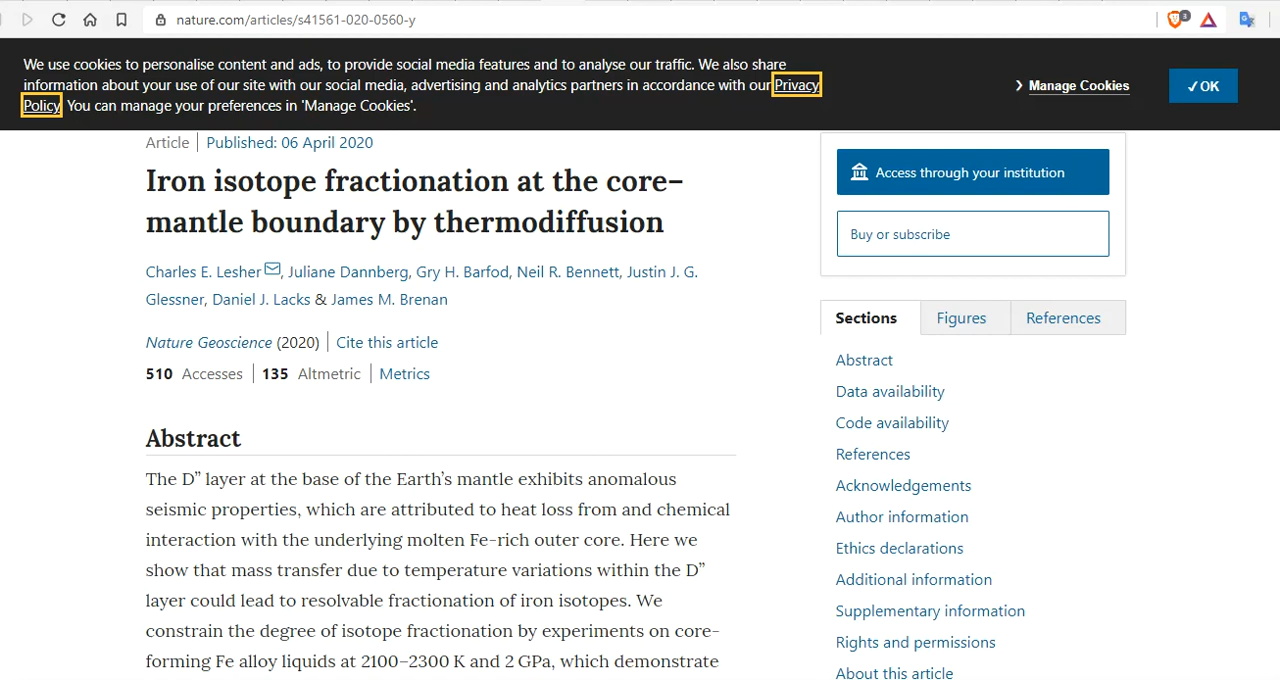 nature.com/articles/s41561-020-0560-y
3
We use cookies to personalise content and ads, to provide social media features and to analyse our traffic. We also share
information about your use of our site with our social media, advertising and analytics partners in accordance with our Privacy
Policy. You can manage your preferences in 'Manage Cookies'.
❯ Manage Cookies
✓OK
Article | Published: 06 April 2020
Iron isotope fractionation at the core–
mantle boundary by thermodiffusion
Charles E. Lesher, Juliane Dannberg, Gry H. Barfod, Neil R. Bennett, Justin J. G.
Glessner, Daniel J. Lacks & James M. Brenan
Nature Geoscience (2020) | Cite this article
510 Accesses | 135 Altmetric | Metrics
Abstract
The D” layer at the base of the Earth’s mantle exhibits anomalous
seismic properties, which are attributed to heat loss from and chemical
interaction with the underlying molten Fe-rich outer core. Here we
show that mass transfer due to temperature variations within the D”
layer could lead to resolvable fractionation of iron isotopes. We
constrain the degree of isotope fractionation by experiments on core-
forming Fe alloy liquids at 2100–2300 K and 2 GPa, which demonstrate
Access through your institution
Buy or subscribe
Sections
Figures
References
Abstract
Data availability
Code availability
References
Acknowledgements
Author information
Ethics declarations
Additional information
Supplementary information
Rights and permissions
About this article